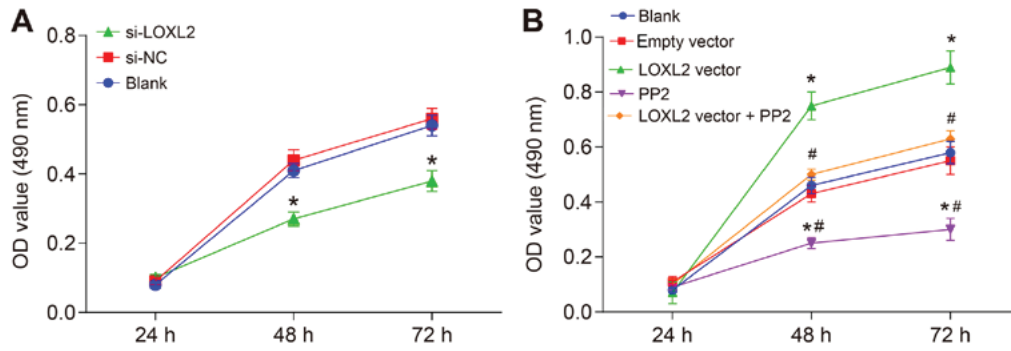 A
si-LOXL2
si-NC
Blank
OD value (490 nm)
0.8
0.6
0.4
0.2
0.0
*
*
24 h 48 h 72 h
B
Blank
Empty vector
LOXL2 vector
PP2
LOXL2 vector + PP2
OD value (490 nm)
1.0
0.8
0.6
0.4
0.2
0.0
* *
# #
*# *#
24 h 48 h 72 h